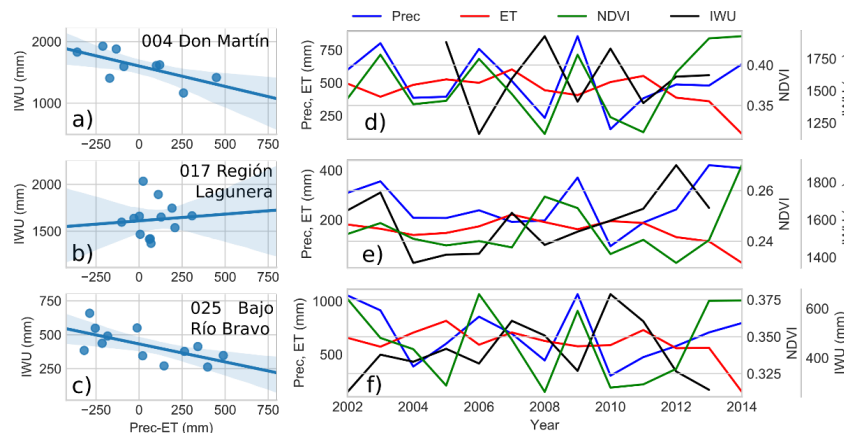 Prec ET NDVI IWU
004 Don Martín
IWU (mm)
2000
1000
−500 −250 0 250 500 750
a)
017 Región
Lagunera
IWU (mm)
2000
1500
−500 −250 0 250 500 750
b)
025 Bajo
Río Bravo
IWU (mm)
750
500
250
−500 −250 0 250 500 750
Prec-ET (mm)
c)
d)
Prec, ET (mm)
750
500
250
0.40
0.35
NDVI
1750
1500
1250
e)
Prec, ET (mm)
400
200
0.26
0.24
NDVI
1800
1600
1400
f)
Prec, ET (mm)
1000
500
0.375
0.350
0.325
NDVI
600
400
IWU (mm)
2002 2004 2006 2008 2010 2012 2014
Year